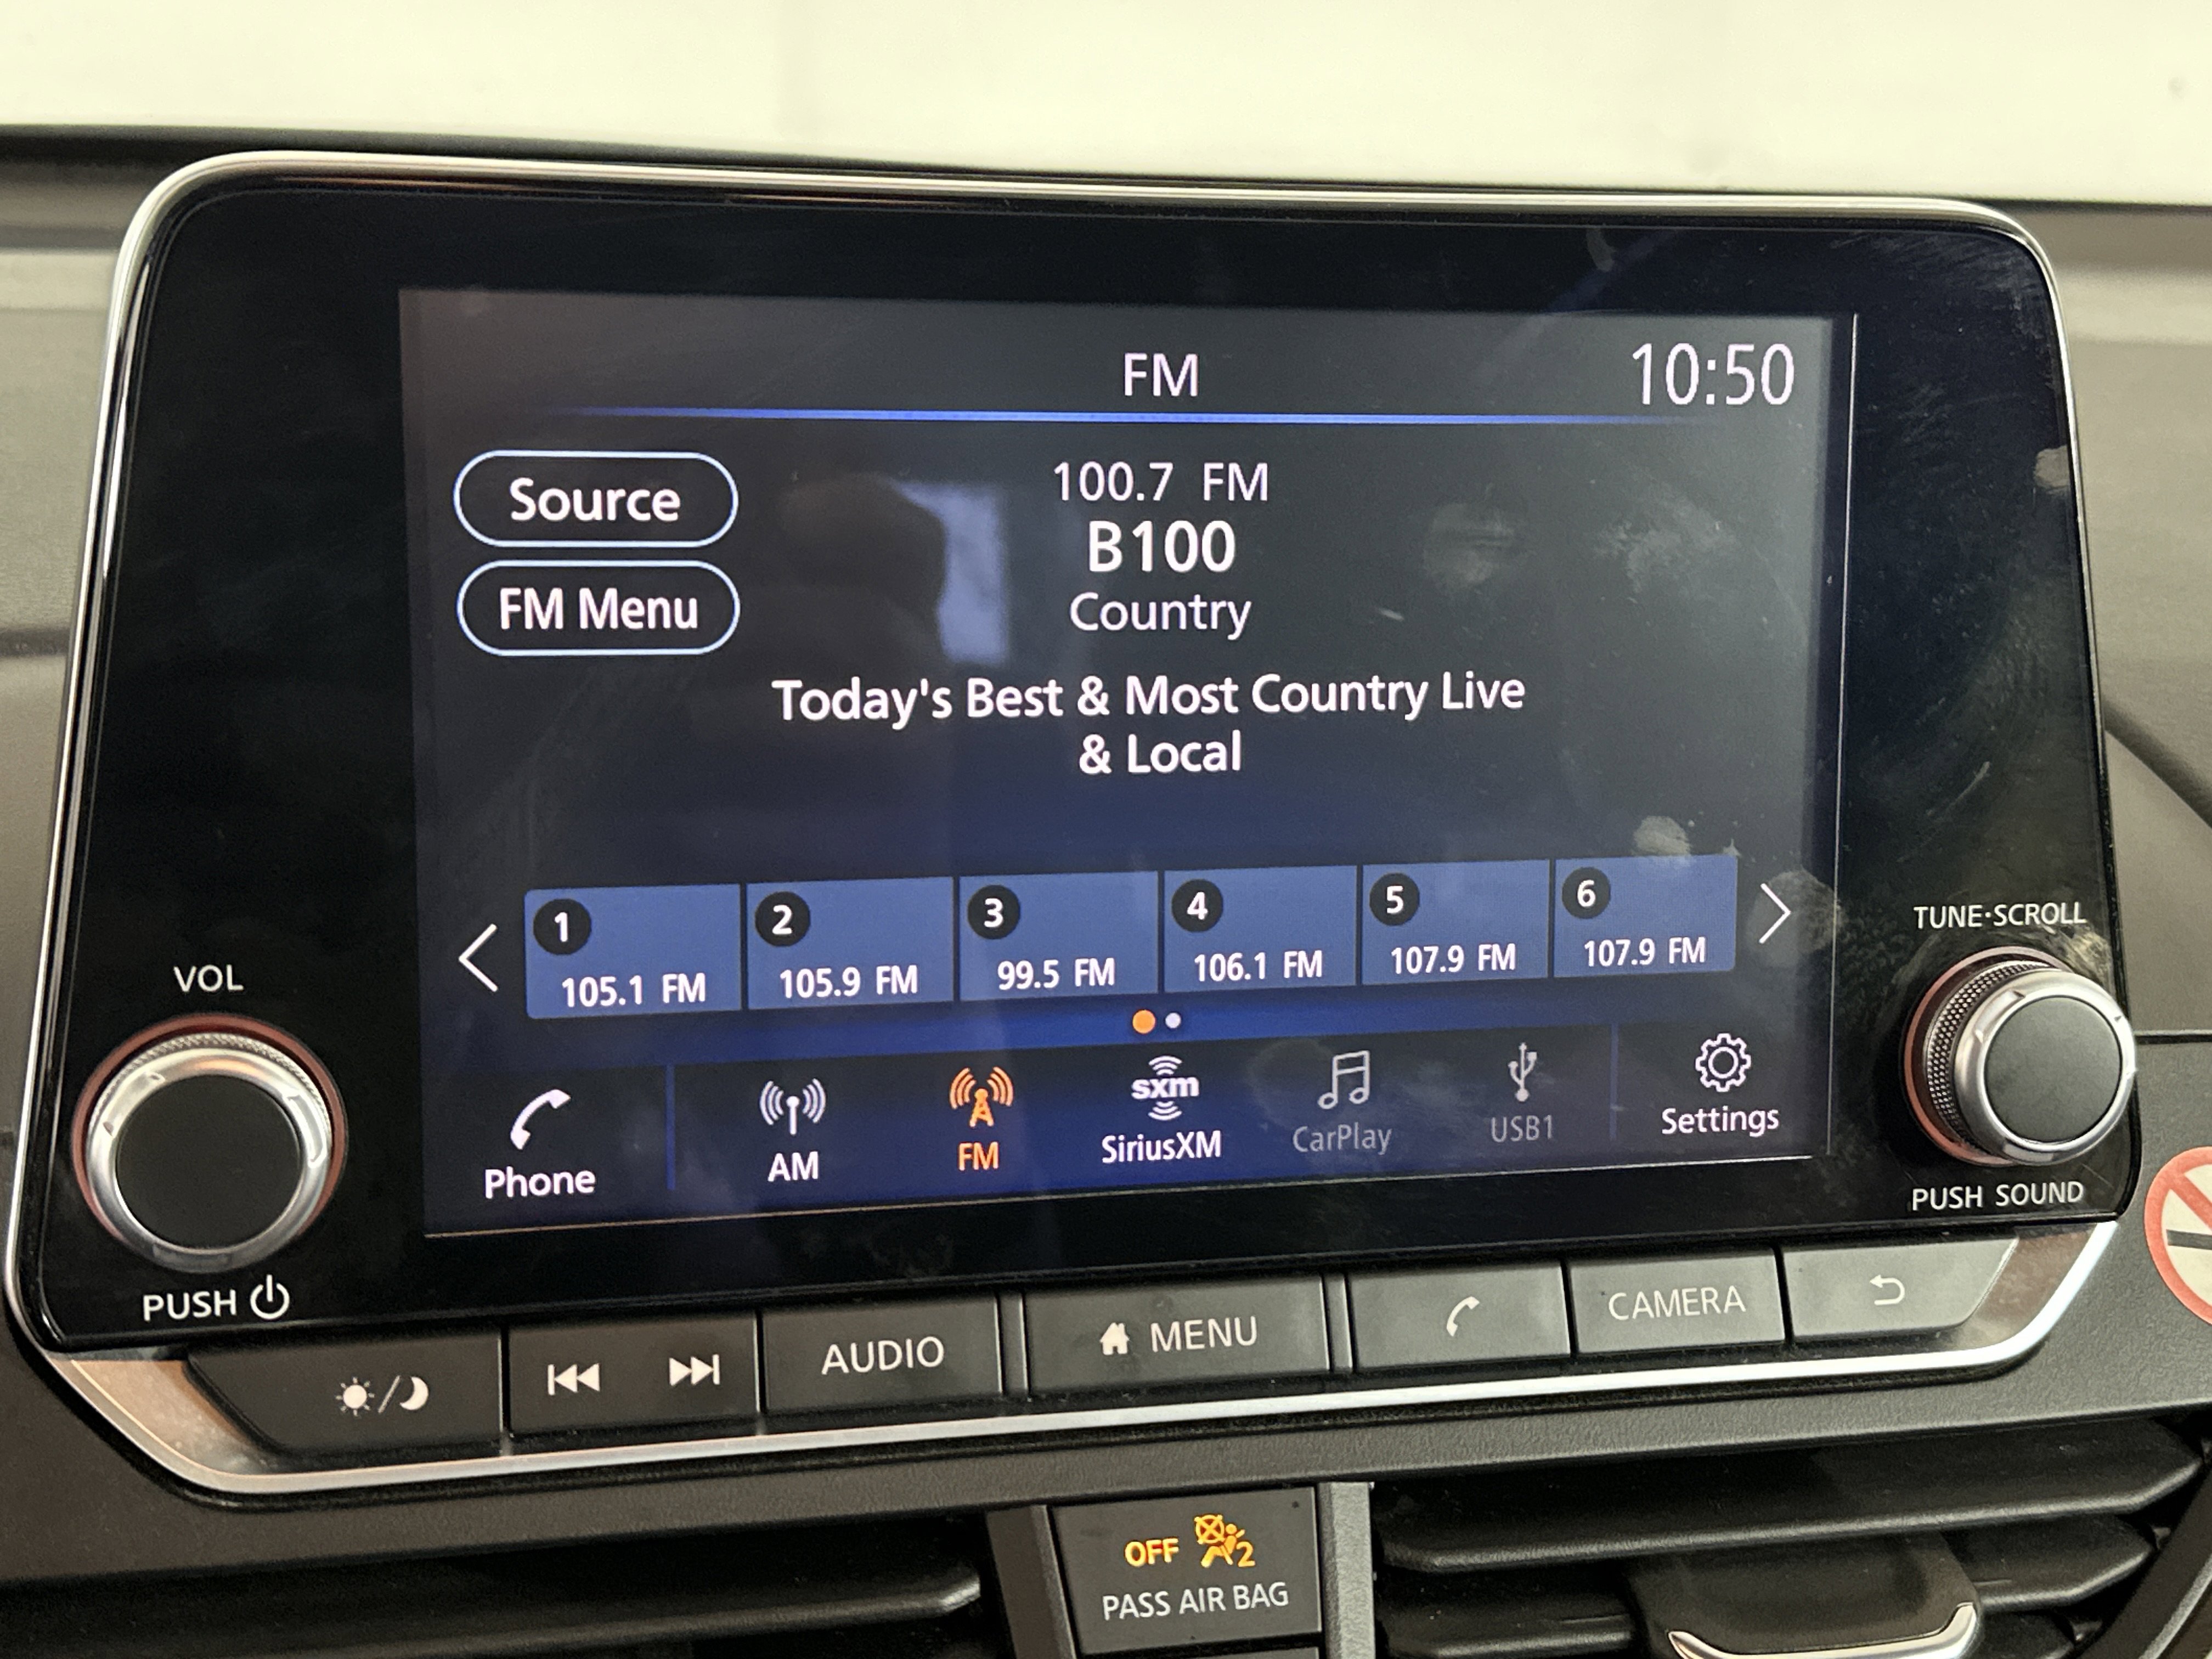 FM
10:50
Source
100.7 FM
B100
FM Menu
Country
Today's Best & Most Country Live
& Local
1
2
3
4
5
6
105.1 FM
105.9 FM
99.5 FM
106.1 FM
107.9 FM
107.9 FM
VOL
TUNE·SCROLL
Phone
AM
FM
sxm
SiriusXM
CarPlay
USB1
Settings
PUSH
PUSH SOUND
AUDIO
MENU
CAMERA
OFF
2
PASS AIR BAG